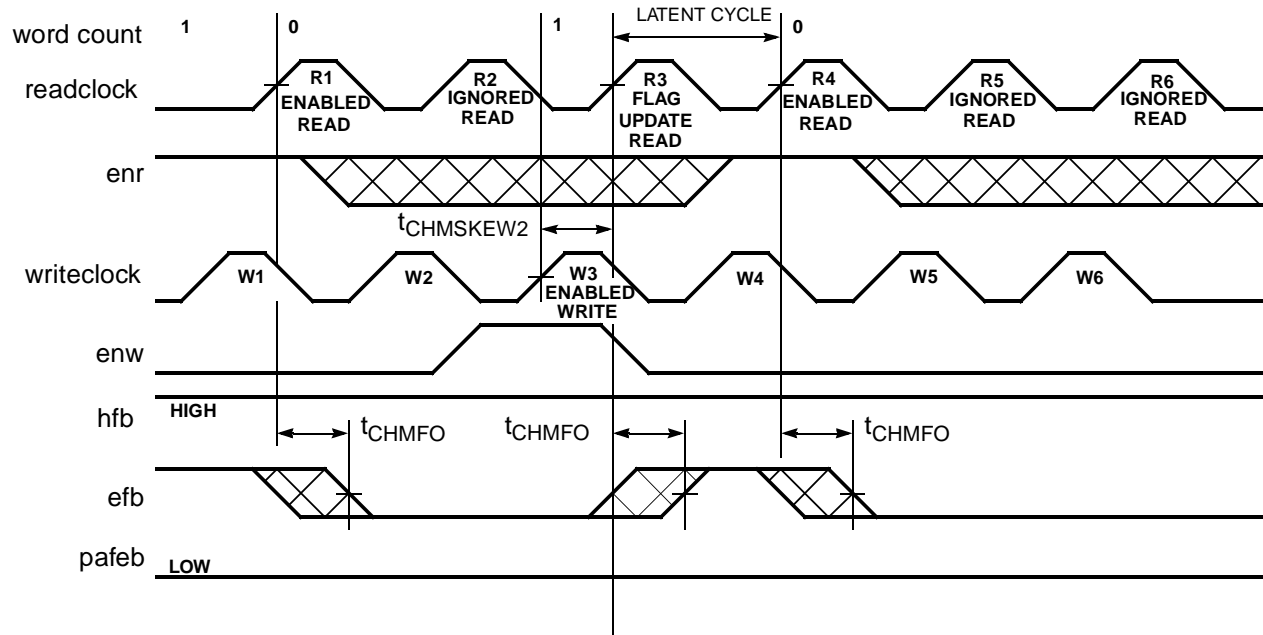 word count 1 0 1 LATENT CYCLE 0
readclock
R1 ENABLED READ
R2 IGNORED READ
R3 FLAG UPDATE READ
R4 ENABLED READ
R5 IGNORED READ
R6 IGNORED READ
enr
tCHMSKEW2
writeclock
W1
W2
W3 ENABLED WRITE
W4
W5
W6
enw
hfb HIGH
tCHMFO tCHMFO tCHMFO
efb
pafeb LOW